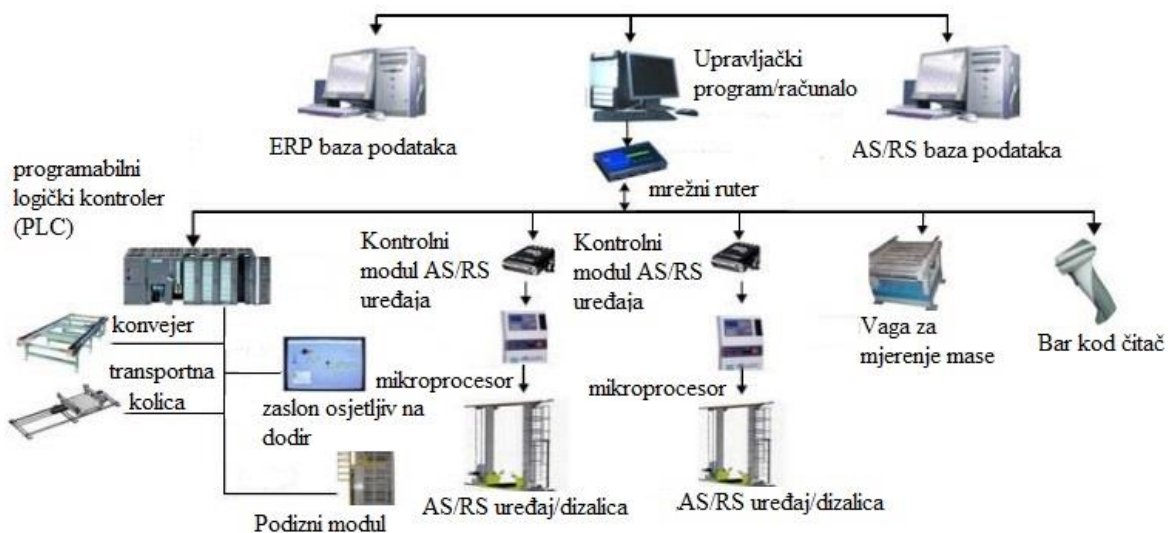 Upravljački
program/računalo
ERP baza podataka
AS/RS baza podataka
programabilni
logički kontroler
(PLC)
mrežni ruter
Kontrolni
modul AS/RS
uređaja
Kontrolni
modul AS/RS
uređaja
Vaga za
mjerenje mase
Bar kod čitač
konvejer
transportna
kolica
zaslon osjetljiv na
dodir
mikroprocesor
mikroprocesor
Podizni modul
AS/RS uređaj/dizalica
AS/RS uređaj/dizalica